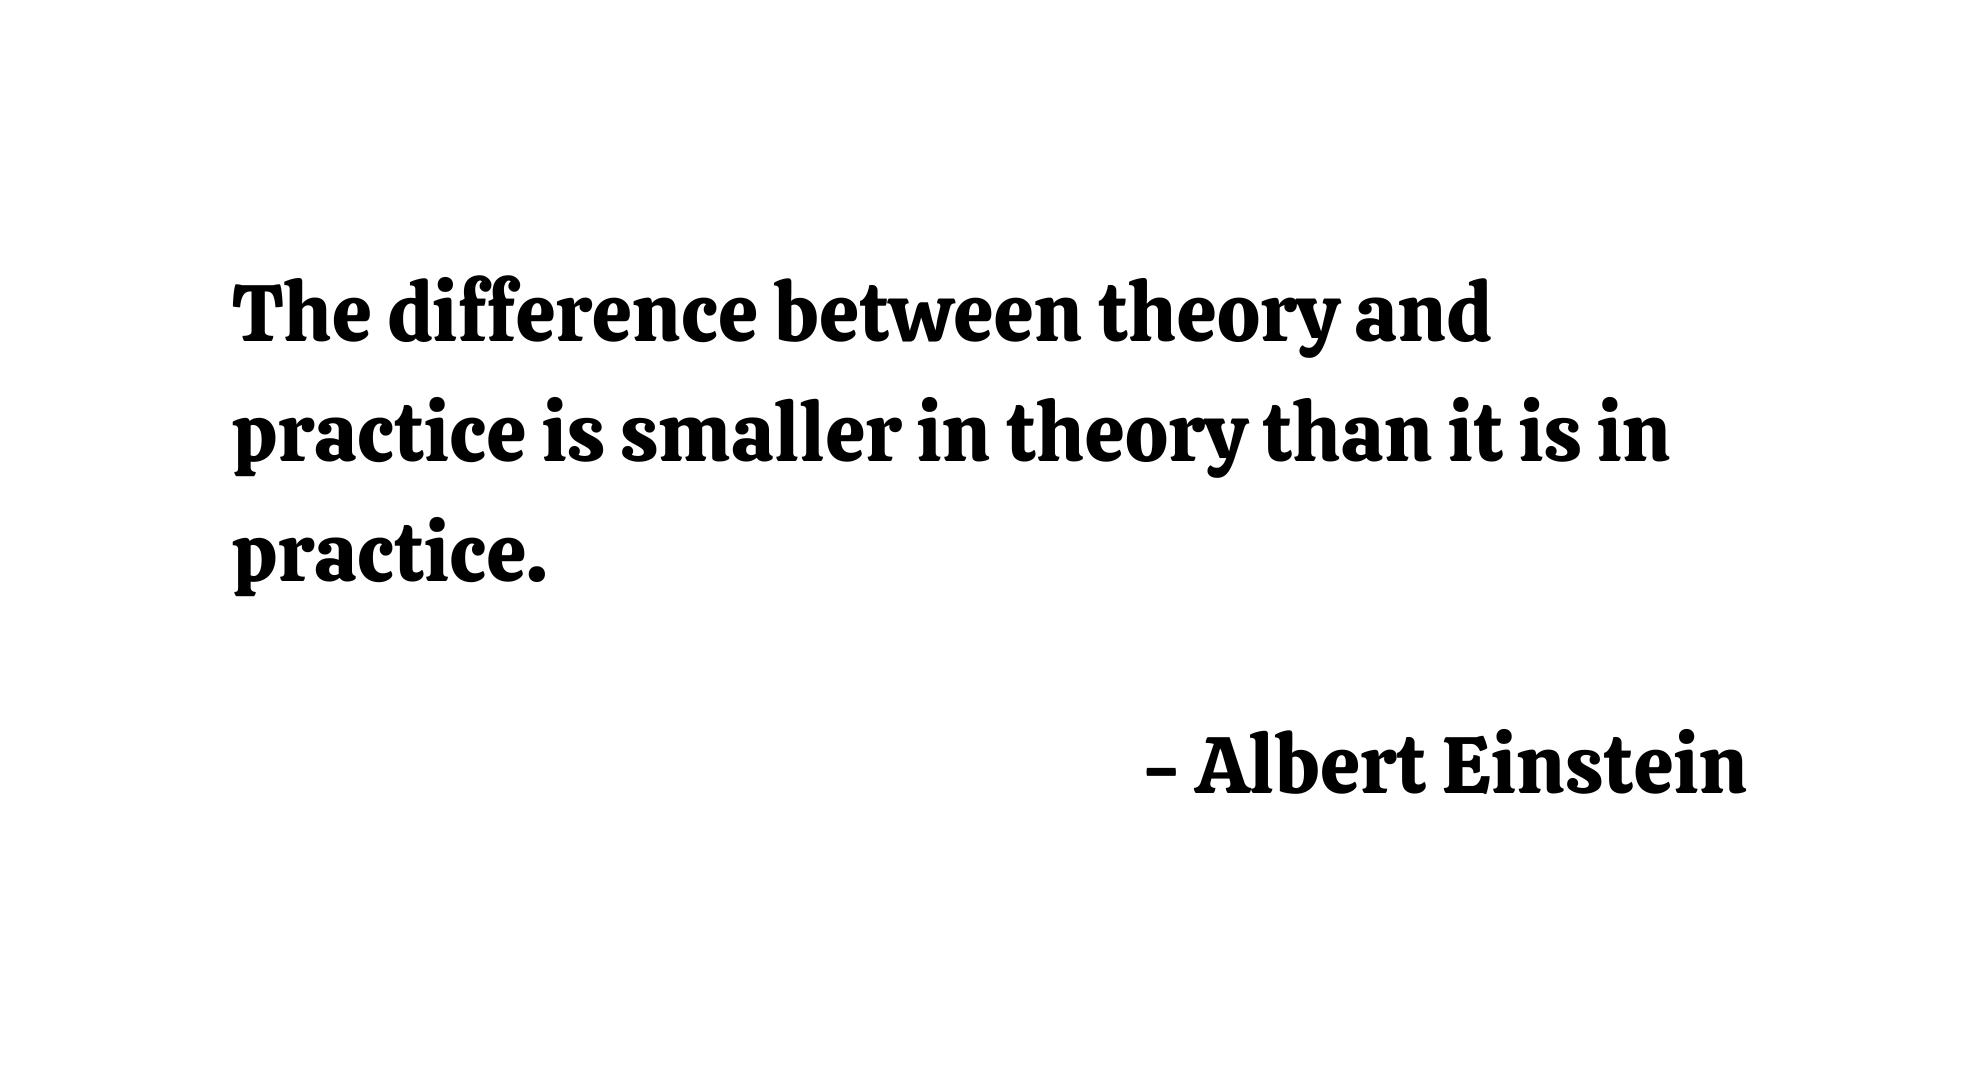 The difference between theory and
practice is smaller in theory than it is in
practice.
– Albert Einstein